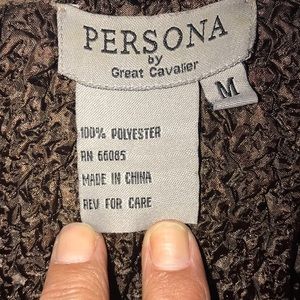 PERSONA
by
Great Cavalier
M
100% POLYESTER
RN 66085
MADE IN CHINA
REV FOR CARE